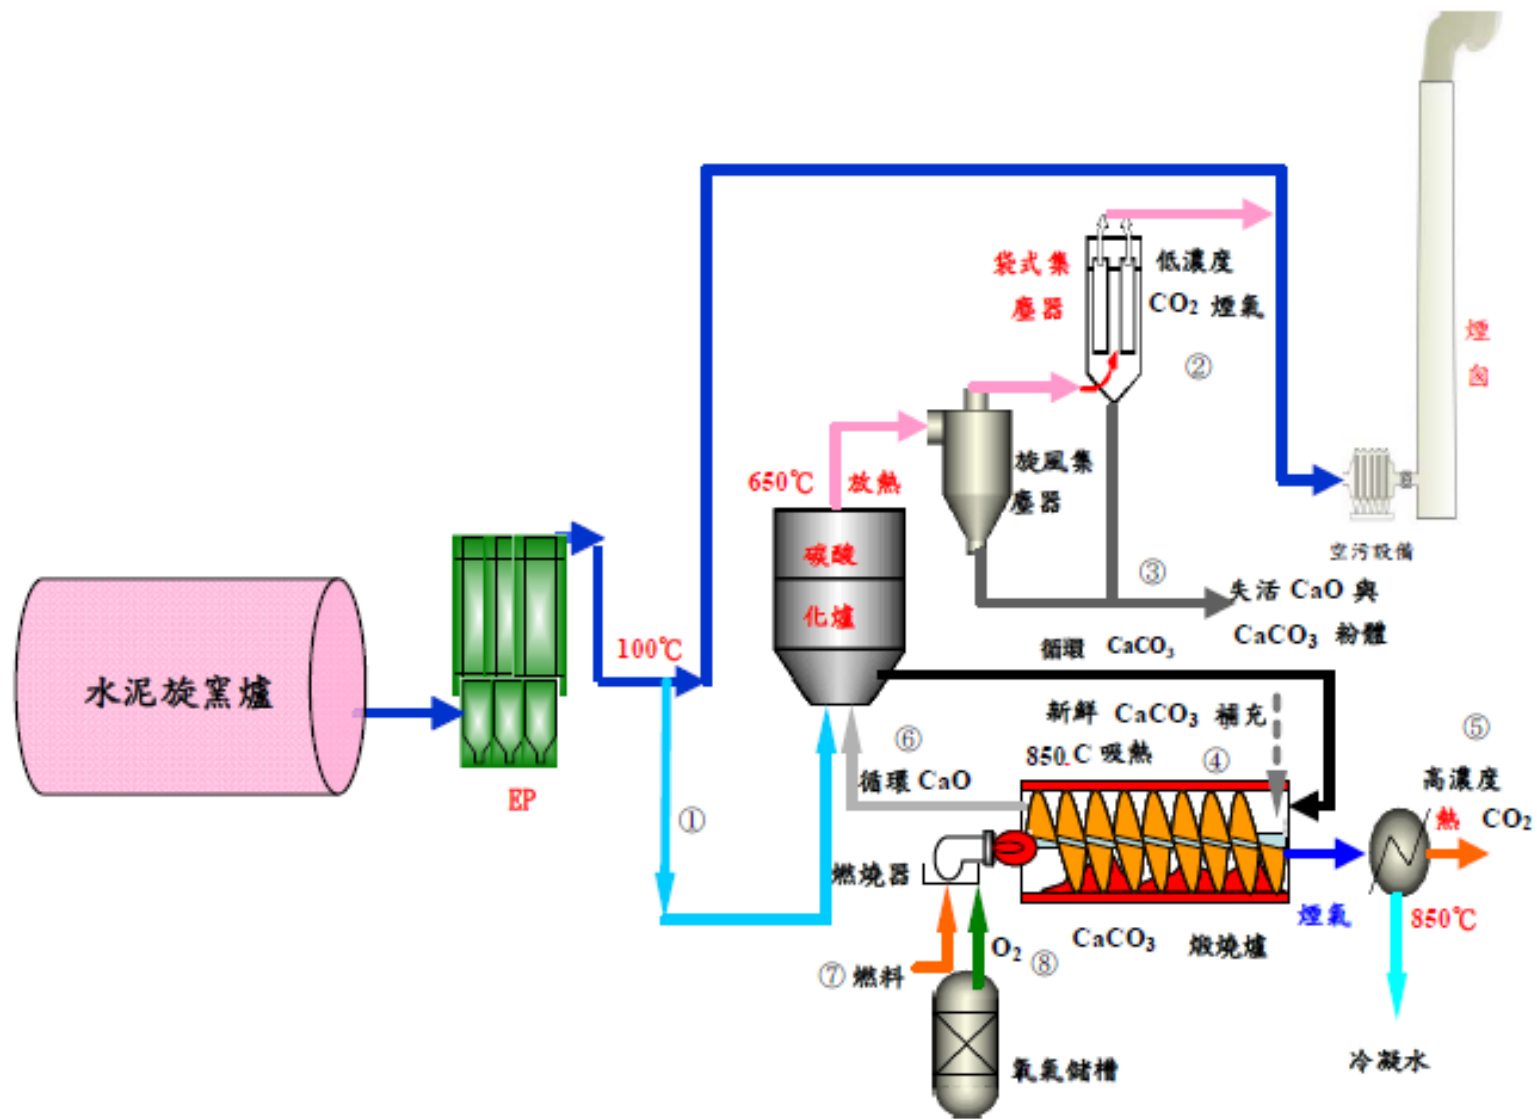 袋式集
塵器
低濃度
CO2 煙氣
②
煙
囪
650℃ 放熱
旋風集
塵器
碳酸
化爐
空污設備
③
失活 CaO 與
CaCO3 粉體
100℃
循環 CaCO3
水泥旋窯爐
新鮮 CaCO3 補充
⑥
850.C 吸熱
④
⑤
循環 CaO
高濃度
熱 CO2
EP
①
燃燒器
煙氣
850℃
CaCO3 煅燒爐
O2
⑧
⑦ 燃料
氧氣儲槽
冷凝水